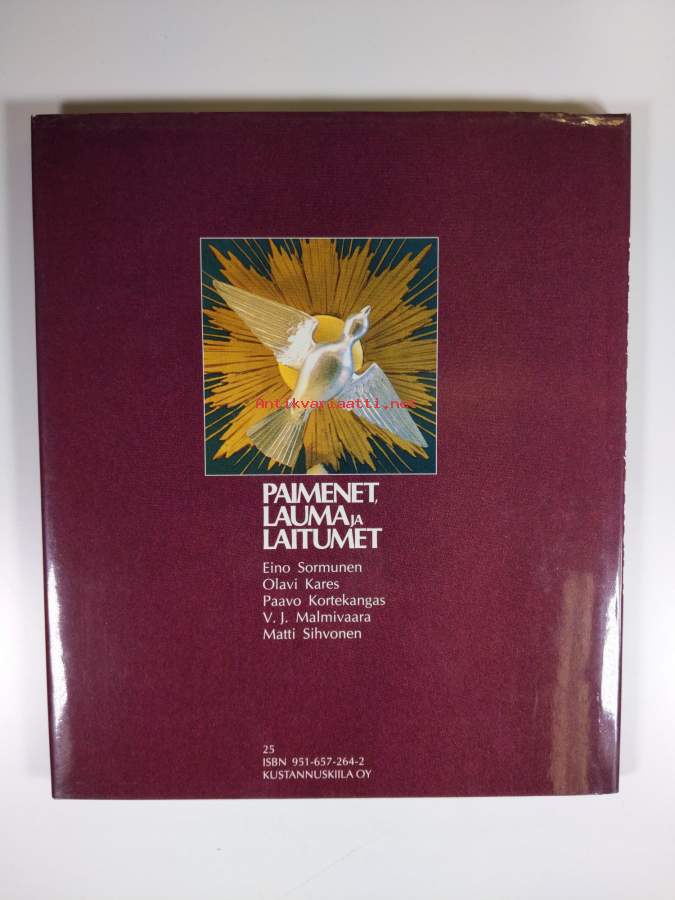 Antikvariaatti.net
PAIMENET,
LAUMA JA
LAITUMET
Eino Sormunen
Olavi Kares
Paavo Kortekangas
V. J. Malmivaara
Matti Sihvonen
25
ISBN 951-657-264-2
KUSTANNUSKIILA OY